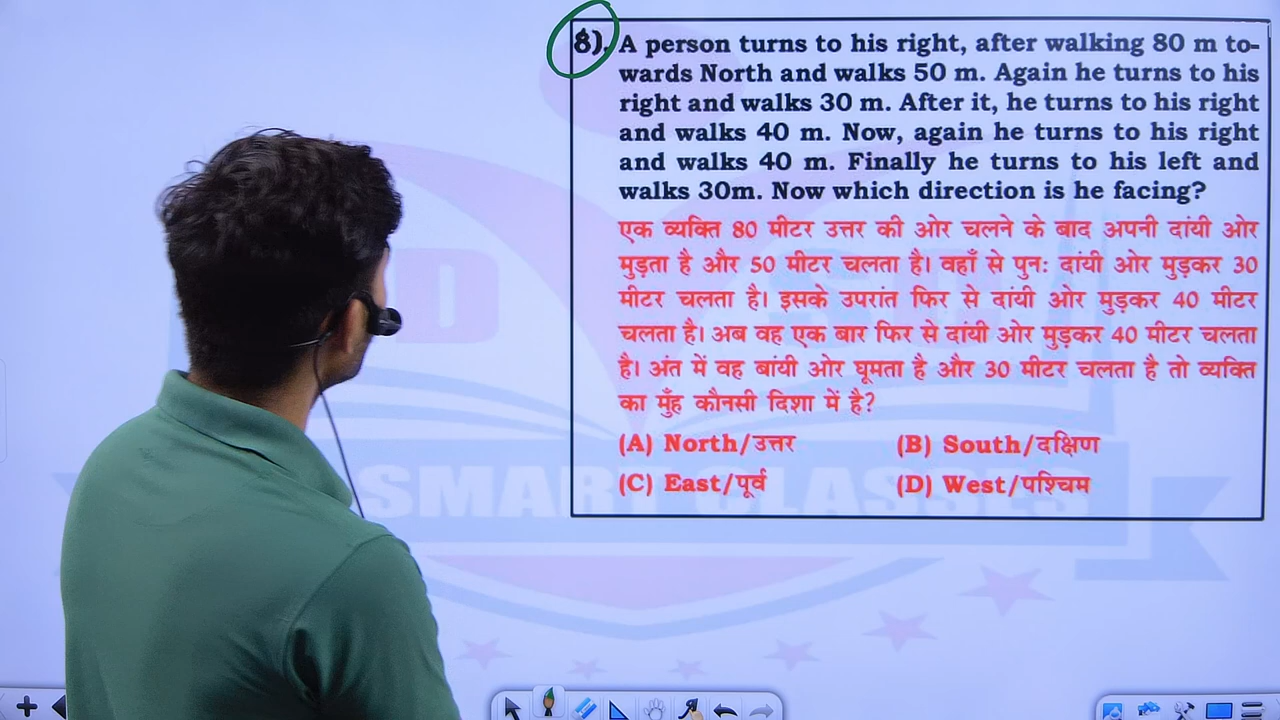 8). A person turns to his right, after walking 80 m to-
wards North and walks 50 m. Again he turns to his
right and walks 30 m. After it, he turns to his right
and walks 40 m. Now, again he turns to his right
and walks 40 m. Finally he turns to his left and
walks 30m. Now which direction is he facing?
एक व्यक्ति 80 मीटर उत्तर की ओर चलने के बाद अपनी दांयी ओर
मुड़ता है और 50 मीटर चलता है। वहाँ से पुनः दांयी ओर मुड़कर 30
मीटर चलता है। इसके उपरांत फिर से दांयी ओर मुड़कर 40 मीटर
चलता है। अब वह एक बार फिर से दांयी ओर मुड़कर 40 मीटर चलता
है। अंत में वह बांयी ओर घूमता है और 30 मीटर चलता है तो व्यक्ति
का मुँह कौनसी दिशा में है?
(A) North/उत्तर (B) South/दक्षिण
(C) East/पूर्व (D) West/पश्चिम
SMART CLASSES